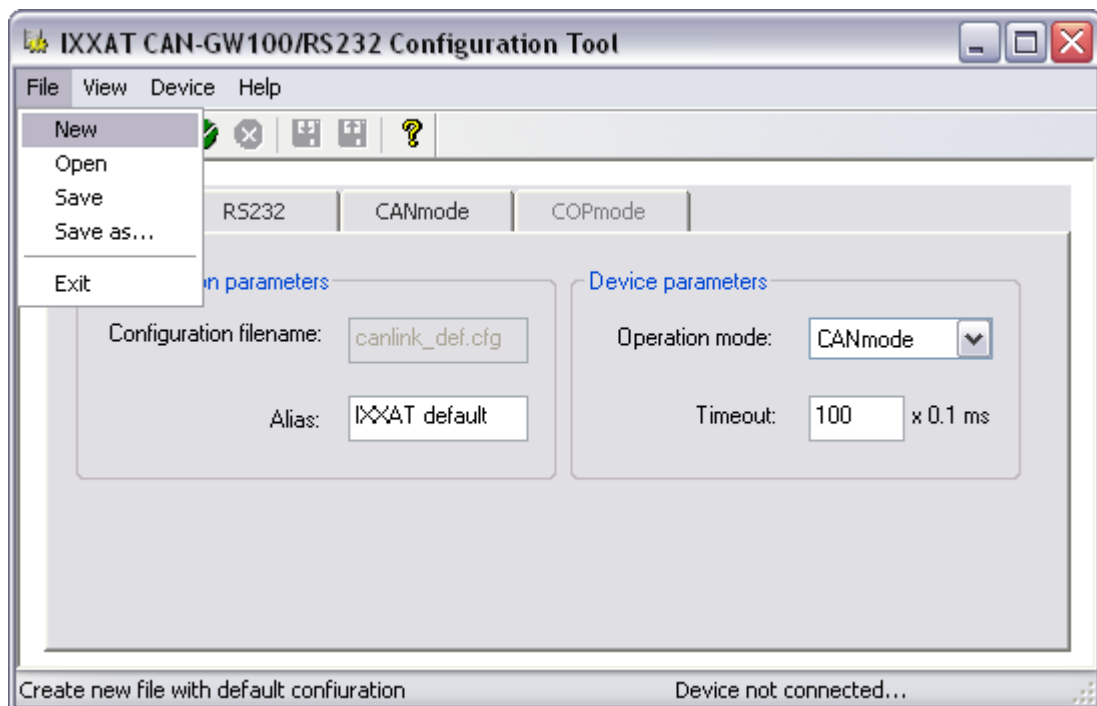 IXXAT CAN-GW100/RS232 Configuration Tool
File View Device Help
New
Open
Save
Save as...
Exit
RS232 CANmode COPmode
n parameters
Device parameters
Configuration filename: canlink_def.cfg
Operation mode: CANmode
Alias: IXXAT default
Timeout: 100 x 0.1 ms
Create new file with default confiuration
Device not connected...